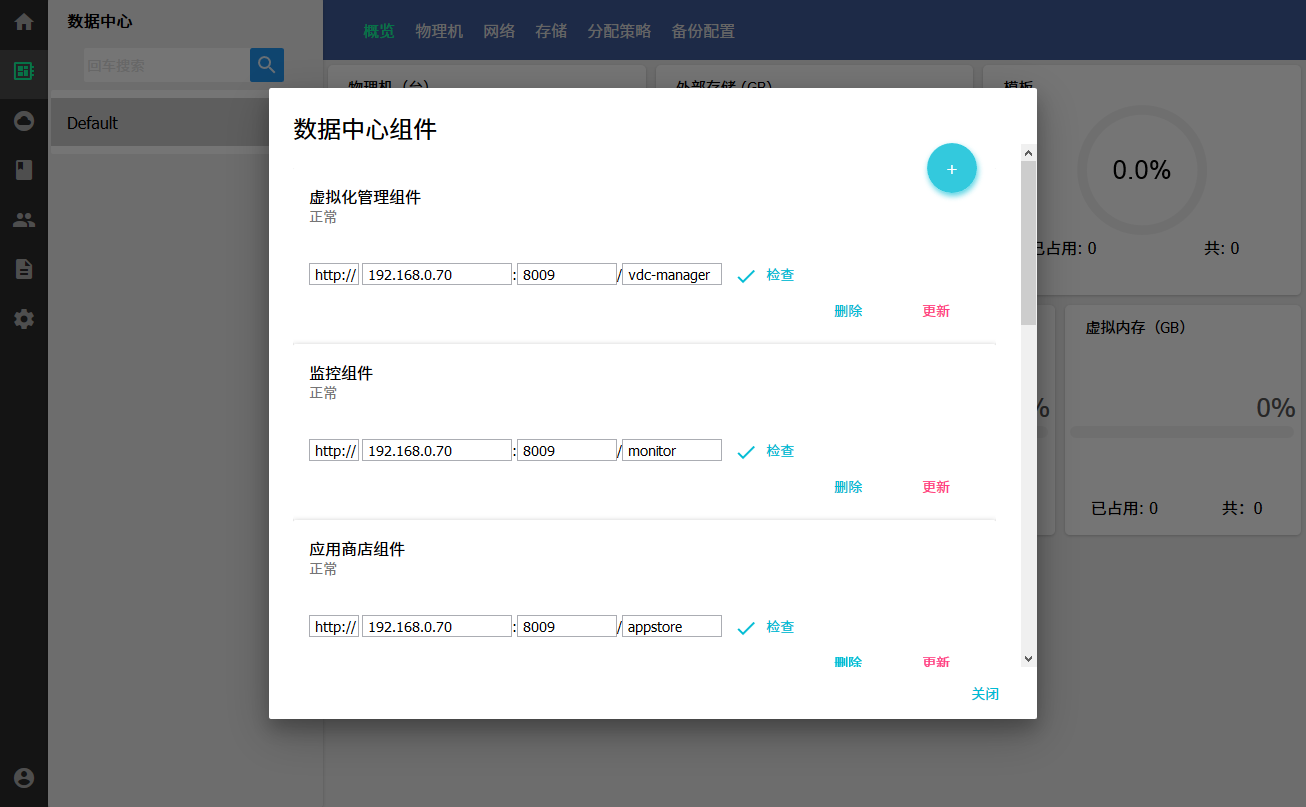 数据中心
回车搜索
Default
概览 物理机 网络 存储 分配策略 备份配置
物理机（台）
外部存储 (GB)
模板
0.0%
已占用: 0 共: 0
虚拟内存（GB）
%
0%
已占用: 0 共: 0
数据中心组件
+
虚拟化管理组件
正常
http:// 192.168.0.70 : 8009 / vdc-manager 检查
删除 更新
监控组件
正常
http:// 192.168.0.70 : 8009 / monitor 检查
删除 更新
应用商店组件
正常
http:// 192.168.0.70 : 8009 / appstore 检查
删除 更新
关闭